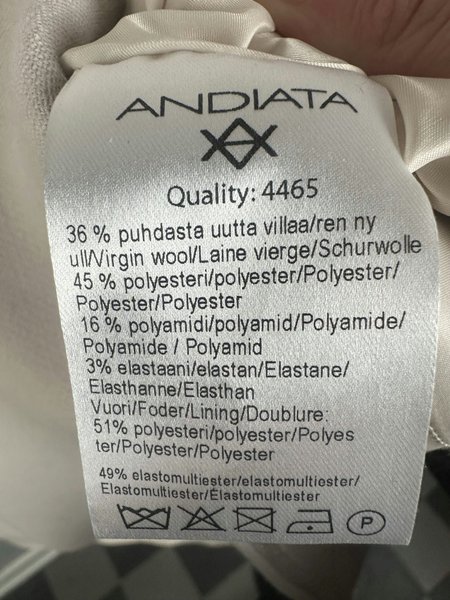 ANDIATA
Quality: 4465
36 % puhdasta uutta villaa/ren ny
ull/Virgin wool/Laine vierge/Schurwolle
45 % polyesteri/polyester/Polyester/
Polyester/Polyester
16 % polyamidi/polyamid/Polyamide/
Polyamide / Polyamid
3% elastaani/elastan/Elastane/
Elasthanne/Elasthan
Vuori/Foder/Lining/Doublure:
51% polyesteri/polyester/Polyes
ter/Polyester/Polyester
49% elastomultiester/elastomultiester/
Elastomultiester/Élastomultiester
P